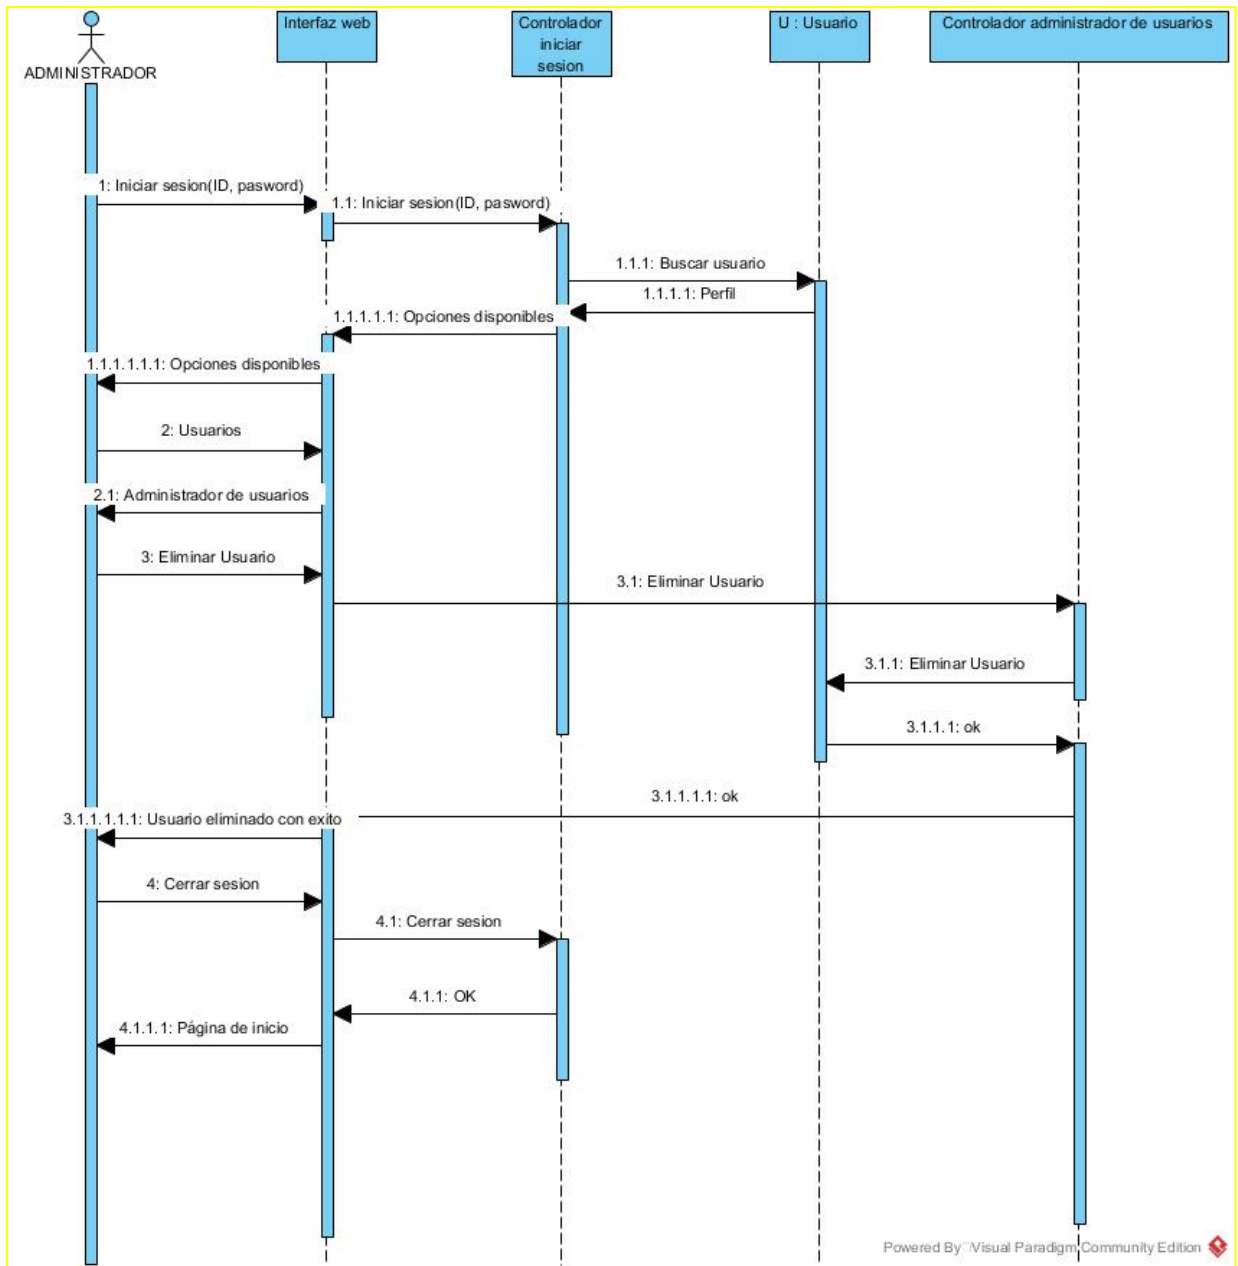 ADMINISTRADOR
Interfaz web
Controlador
iniciar
sesion
U : Usuario
Controlador administrador de usuarios
1: Iniciar sesion(ID, pasword)
1.1: Iniciar sesion(ID, pasword)
1.1.1: Buscar usuario
1.1.1.1: Perfil
1.1.1.1.1: Opciones disponibles
1.1.1.1.1.1: Opciones disponibles
2: Usuarios
2.1: Administrador de usuarios
3: Eliminar Usuario
3.1: Eliminar Usuario
3.1.1: Eliminar Usuario
3.1.1.1: ok
3.1.1.1.1: ok
3.1.1.1.1.1: Usuario eliminado con exito
4: Cerrar sesion
4.1: Cerrar sesion
4.1.1: OK
4.1.1.1: Página de inicio
Powered By Visual Paradigm Community Edition